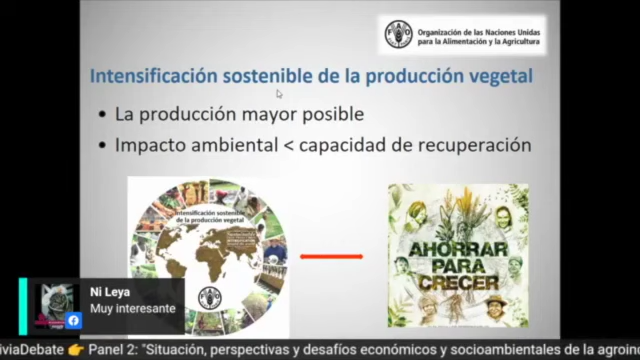 Organización de las Naciones Unidas
para la Alimentación y la Agricultura
Intensificación sostenible de la producción vegetal
• La producción mayor posible
• Impacto ambiental < capacidad de recuperación
Intensificación sostenible
de la producción vegetal
AHORRAR
PARA
CRECER
Ni Leya
Muy interesante
iviaDebate 👉 Panel 2: "Situación, perspectivas y desafíos económicos y socioambientales de la agroin